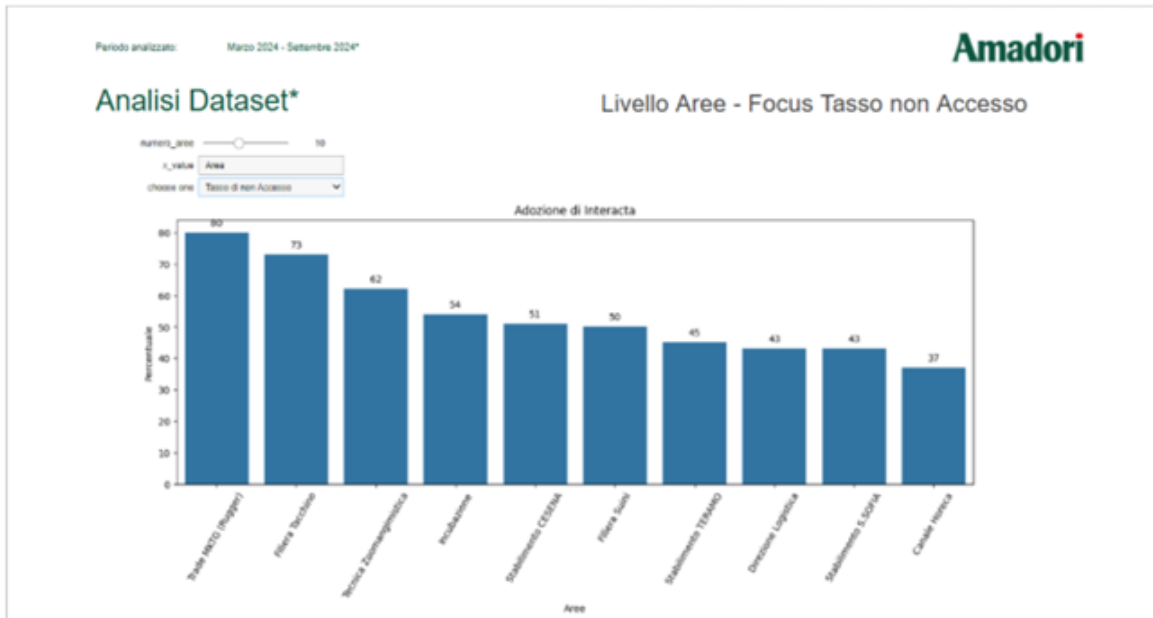 Periodo analizzato: Marzo 2024 - Settembre 2024*
Amadori
Analisi Dataset*
Livello Aree - Focus Tasso non Accesso
numero_aree 10
x_value Area
choose one Tasso di non Accesso
Adozione di Interacta
Percentuale
80
70
60
50
40
30
20
10
0
80
73
62
54
51
50
45
43
43
37
Trade MKTG (Rugger)
Filiera Tacchino
Tecnica Zoomangimistica
Incubazione
Stabilimento CESENA
Filiera Suini
Stabilimento TERAMO
Direzione Logistica
Stabilimento S.SOFIA
Canale Horeca
Aree